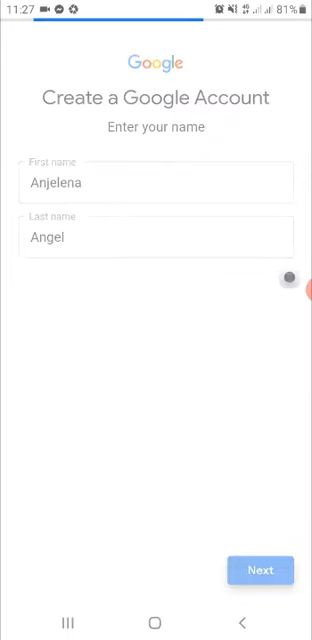 11:27 81%
Google
Create a Google Account
Enter your name
First name
Anjelena
Last name
Angel
Next